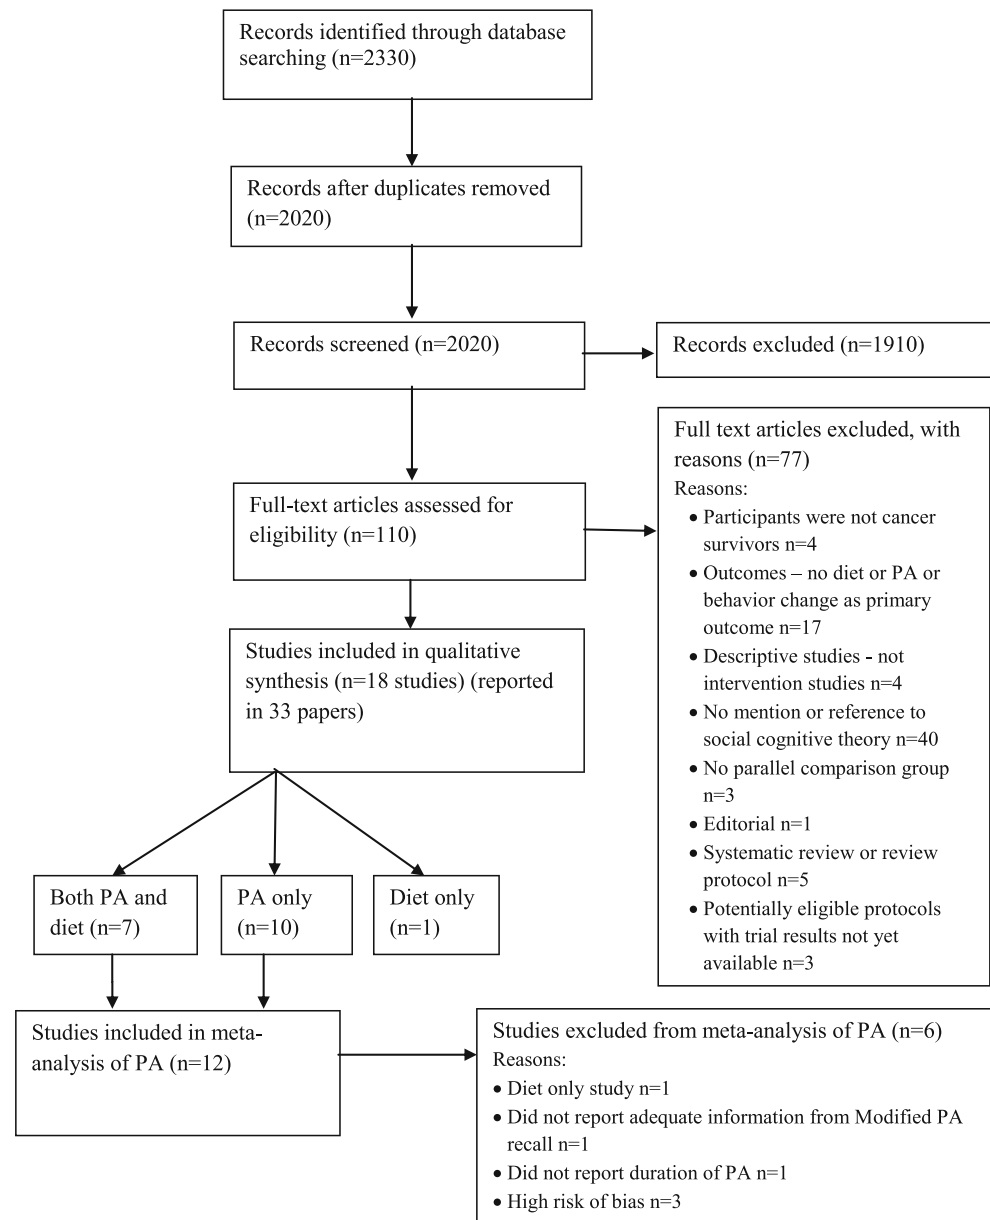 Records identified through database
searching (n=2330)
Records after duplicates removed
(n=2020)
Records screened (n=2020)
Records excluded (n=1910)
Full-text articles assessed for
eligibility (n=110)
Full text articles excluded, with
reasons (n=77)
Reasons:
• Participants were not cancer
survivors n=4
• Outcomes – no diet or PA or
behavior change as primary
outcome n=17
• Descriptive studies - not
intervention studies n=4
• No mention or reference to
social cognitive theory n=40
• No parallel comparison group
n=3
• Editorial n=1
• Systematic review or review
protocol n=5
• Potentially eligible protocols
with trial results not yet
available n=3
Studies included in qualitative
synthesis (n=18 studies) (reported
in 33 papers)
Both PA and
diet (n=7)
PA only
(n=10)
Diet only
(n=1)
Studies included in meta-
analysis of PA (n=12)
Studies excluded from meta-analysis of PA (n=6)
Reasons:
• Diet only study n=1
• Did not report adequate information from Modified PA
recall n=1
• Did not report duration of PA n=1
• High risk of bias n=3